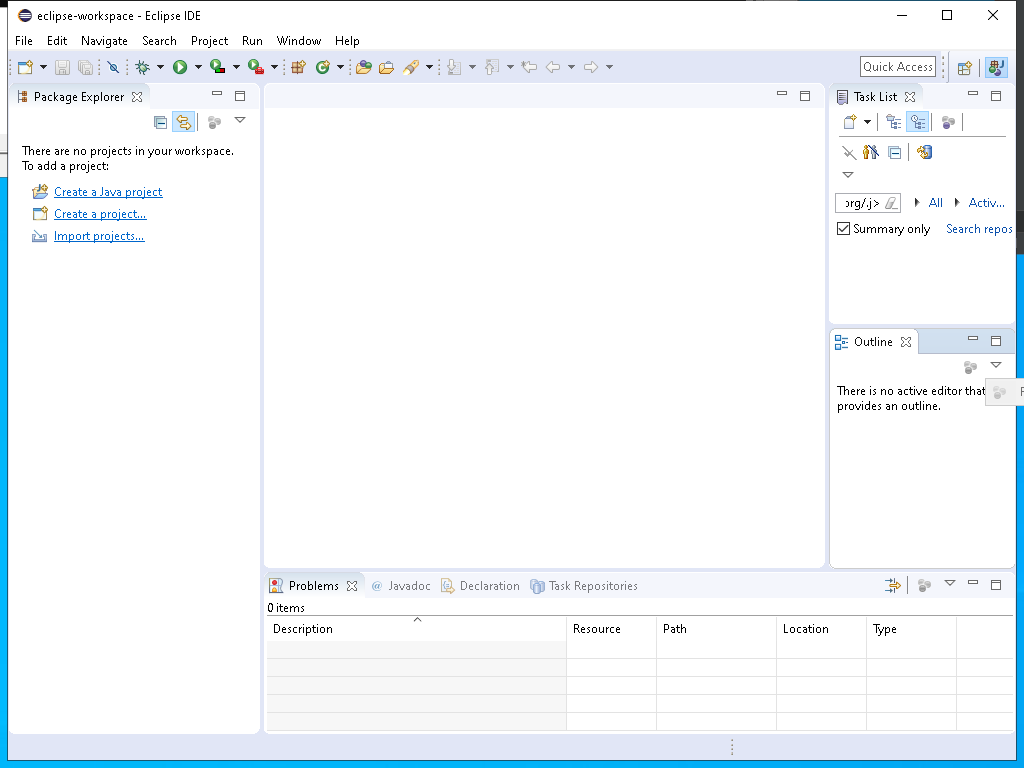 eclipse-workspace - Eclipse IDE
File Edit Navigate Search Project Run Window Help
Quick Access
Package Explorer
There are no projects in your workspace.
To add a project:
Create a Java project
Create a project...
Import projects...
Task List
org/.j> All Activ...
Summary only Search repos
Outline
There is no active editor that
provides an outline.
Problems @ Javadoc Declaration Task Repositories
0 items
Description Resource Path Location Type